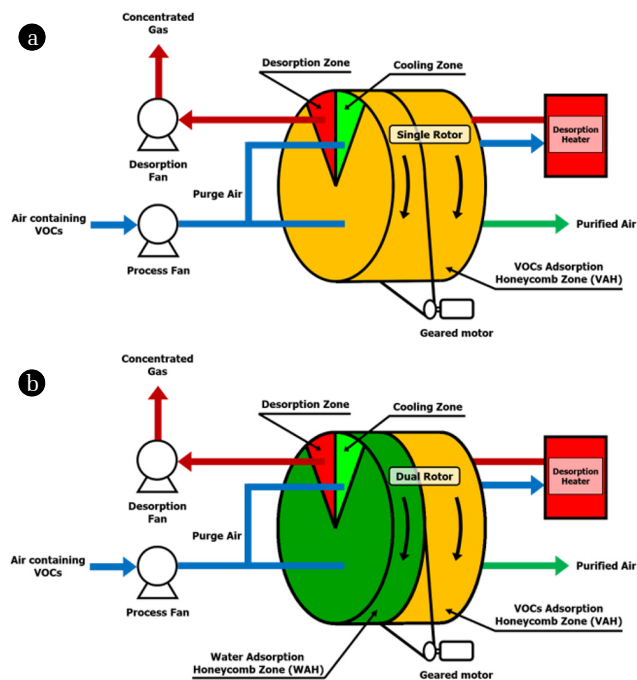 a
Concentrated
Gas
Desorption Zone
Cooling Zone
Single Rotor
Desorption
Heater
Desorption
Fan
Purge Air
Air containing
VOCs
Process Fan
Purified Air
VOCs Adsorption
Honeycomb Zone (VAH)
Geared motor
b
Concentrated
Gas
Desorption Zone
Cooling Zone
Dual Rotor
Desorption
Heater
Desorption
Fan
Purge Air
Air containing
VOCs
Process Fan
Purified Air
VOCs Adsorption
Honeycomb Zone (VAH)
Water Adsorption
Honeycomb Zone (WAH)
Geared motor